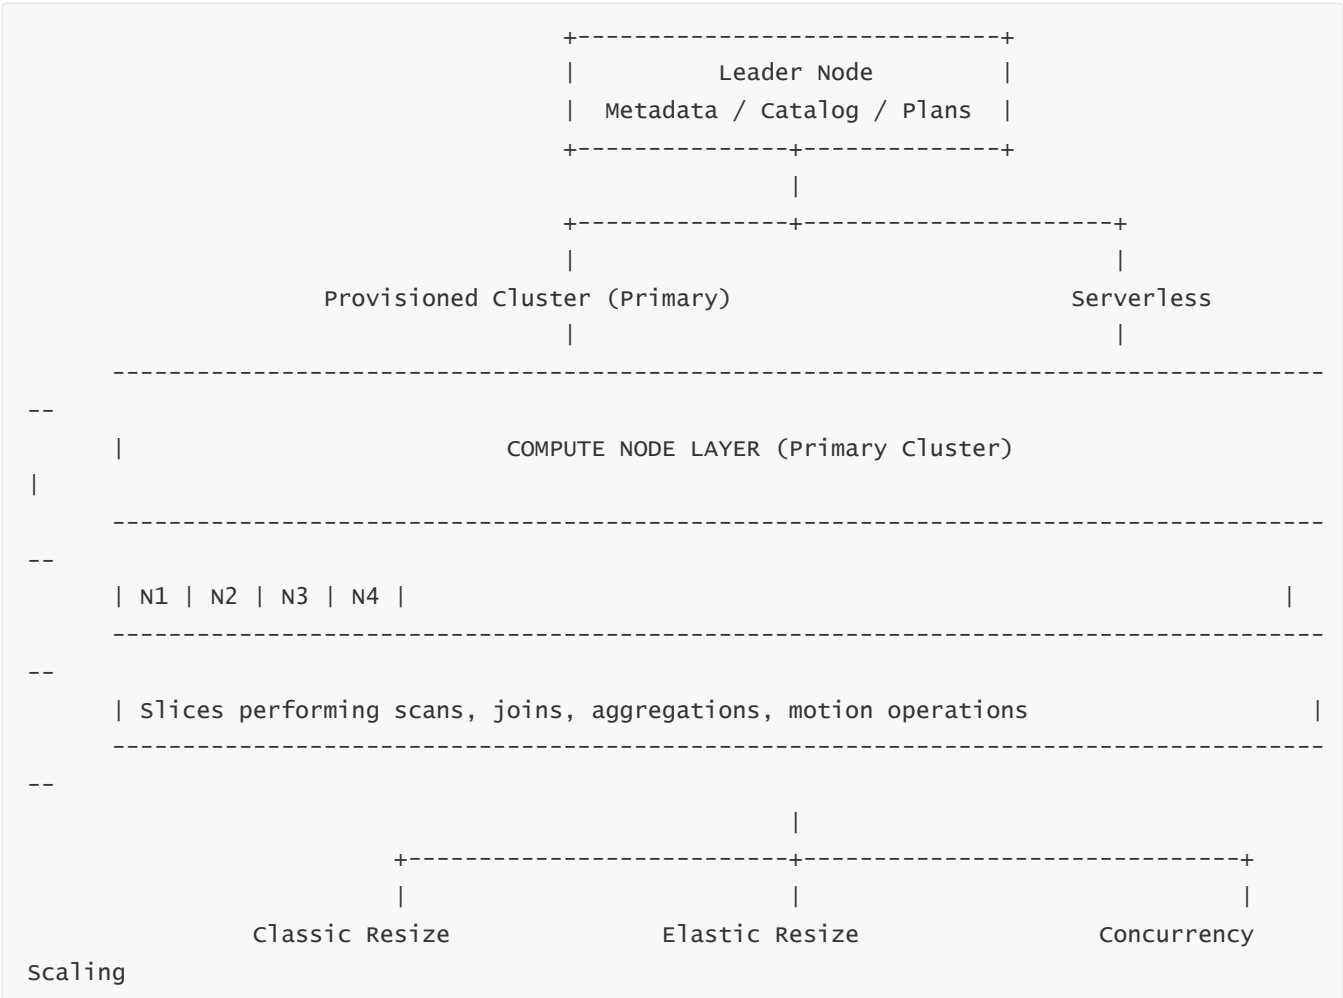 +------------------------------+
|          Leader Node         |
|  Metadata / Catalog / Plans  |
+---------------+--------------+
|
+---------------+----------------------+
|                                      |
Provisioned Cluster (Primary)                        Serverless
|                                      |
--------------------------------------------------------------------------------------
--
|                           COMPUTE NODE LAYER (Primary Cluster)
|
--------------------------------------------------------------------------------------
--
| N1 | N2 | N3 | N4 |                                                               |
--------------------------------------------------------------------------------------
--
| Slices performing scans, joins, aggregations, motion operations                    |
--------------------------------------------------------------------------------------
--
|
+---------------------------+-------------------------------+
|                           |                               |
Classic Resize               Elastic Resize                 Concurrency
Scaling